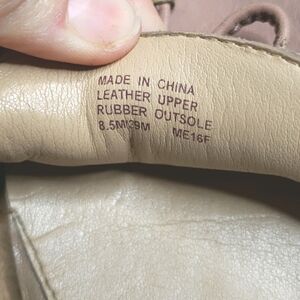 MADE IN CHINA
LEATHER UPPER
RUBBER OUTSOLE
8.5M/39M ME16F